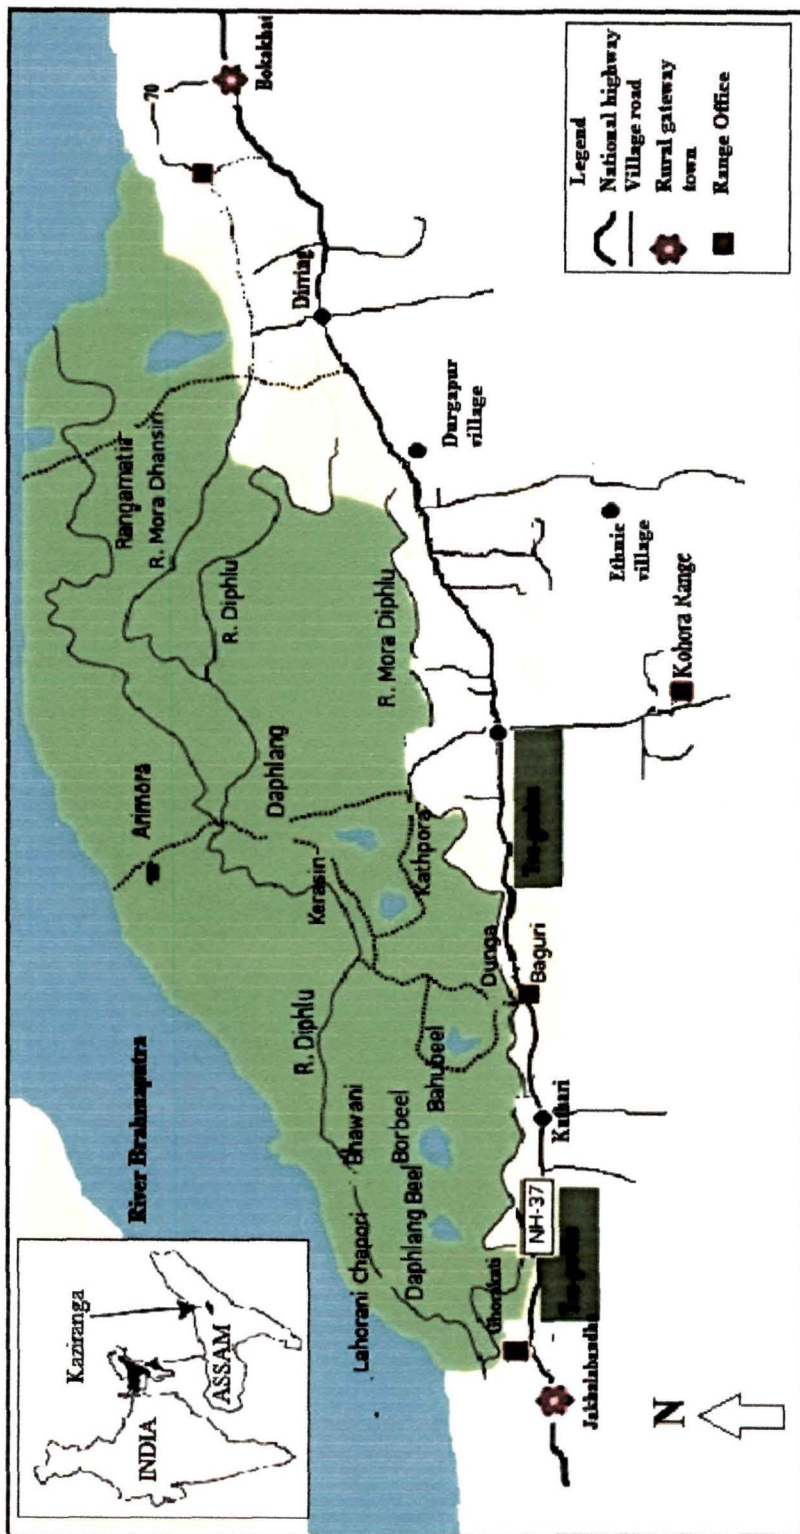 Kaziranga
INDIA
ASSAM
River Brahmaputra
Arimora
Rangamatia
R. Mora Dhansiri
70
Bokakhat
R. Diphlu
Daphlang
R. Diphlu
Kerasin
Bhawani
Lahorani Chapori
Borbeel
Daphlang Beel
Bahubeel
Kathpora
R. Mora Diphlu
Dirring
Durgapur
village
Dunga
Baguri
Ghorakati
NH-37
Kuthari
Jakhalabandha
Ethnic
village
Kohora Range
N
Legend
National highway
Village road
Rural gateway
town
Range Office